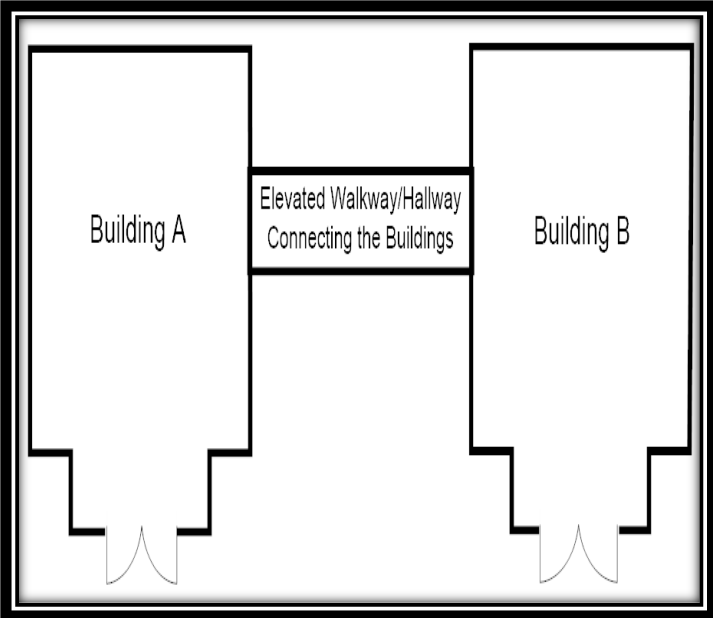 Building A
Elevated Walkway/Hallway
Connecting the Buildings
Building B